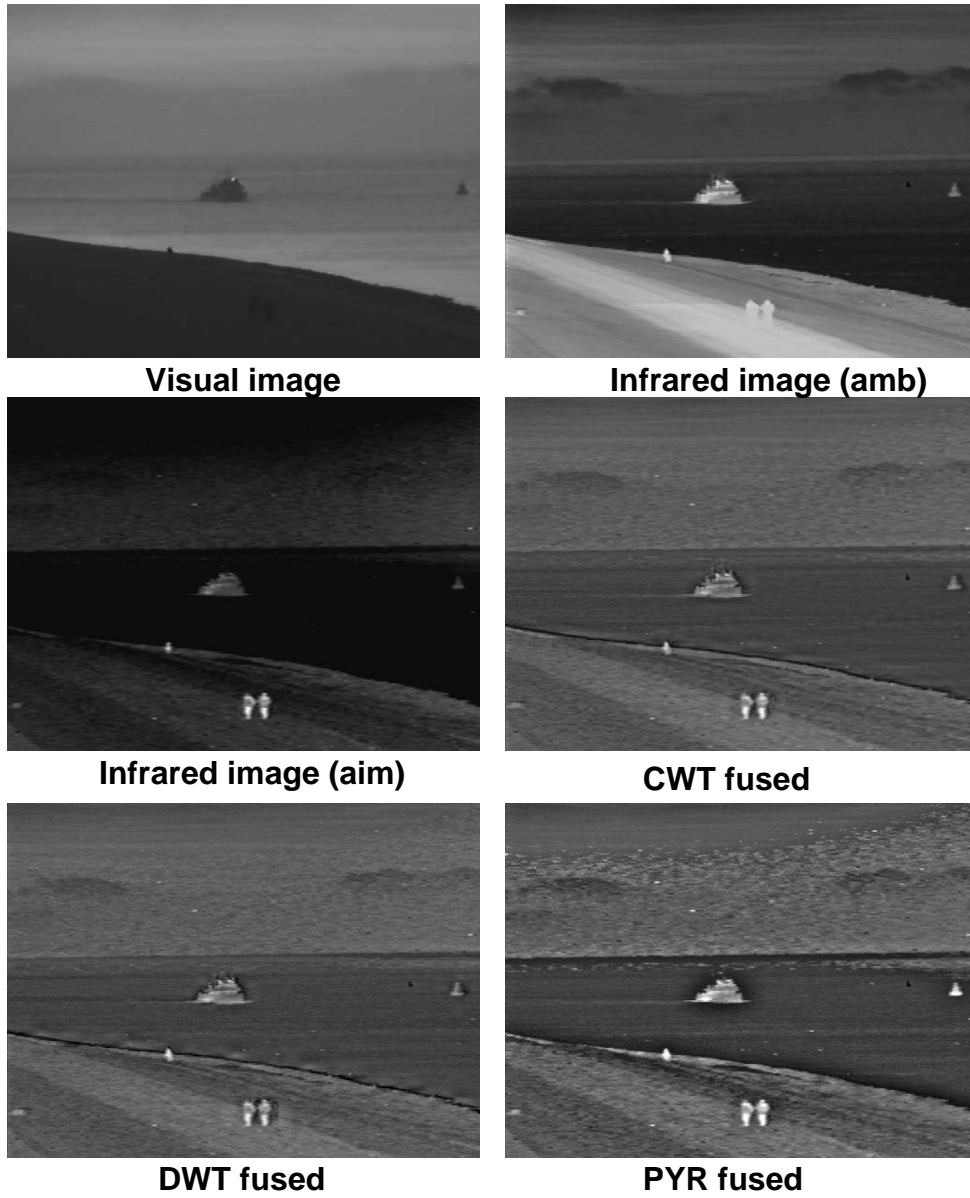 Visual image
Infrared image (amb)
Infrared image (aim)
CWT fused
DWT fused
PYR fused